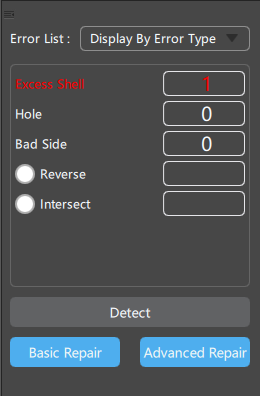 Error List : Display By Error Type
Excess Shell 1
Hole 0
Bad Side 0
Reverse
Intersect
Detect
Basic Repair Advanced Repair